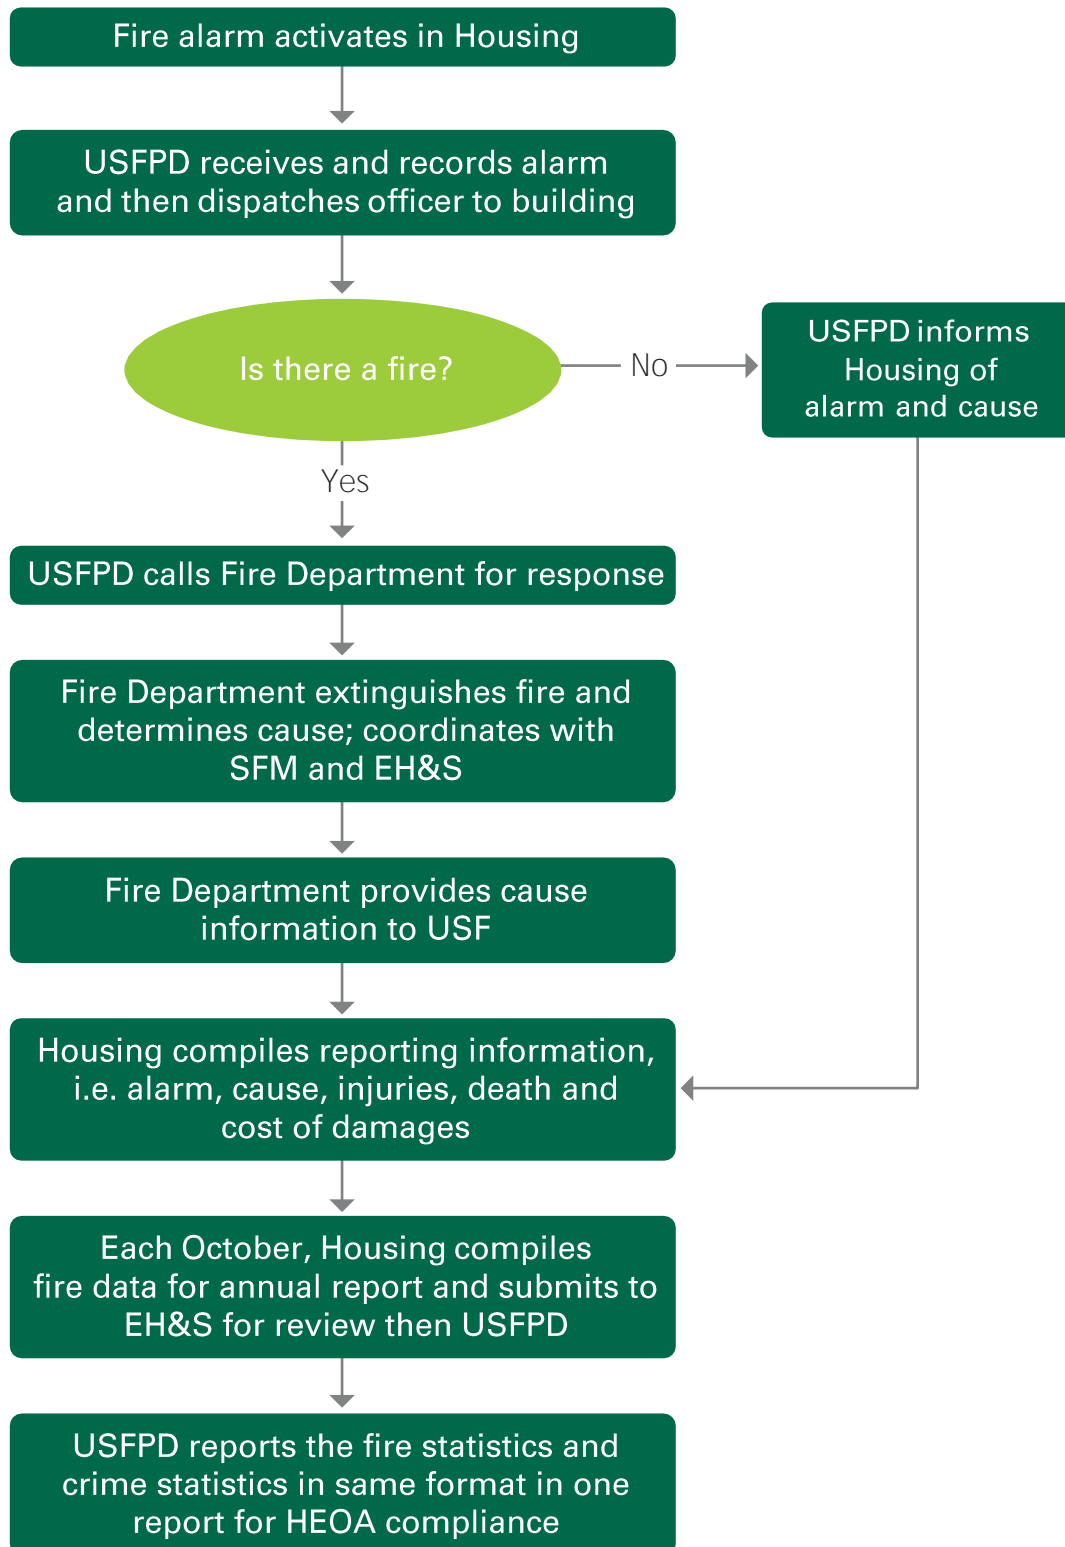 Fire alarm activates in Housing
USFPD receives and records alarm
and then dispatches officer to building
Is there a fire?
No
USFPD informs
Housing of
alarm and cause
Yes
USFPD calls Fire Department for response
Fire Department extinguishes fire and
determines cause; coordinates with
SFM and EH&S
Fire Department provides cause
information to USF
Housing compiles reporting information,
i.e. alarm, cause, injuries, death and
cost of damages
Each October, Housing compiles
fire data for annual report and submits to
EH&S for review then USFPD
USFPD reports the fire statistics and
crime statistics in same format in one
report for HEOA compliance